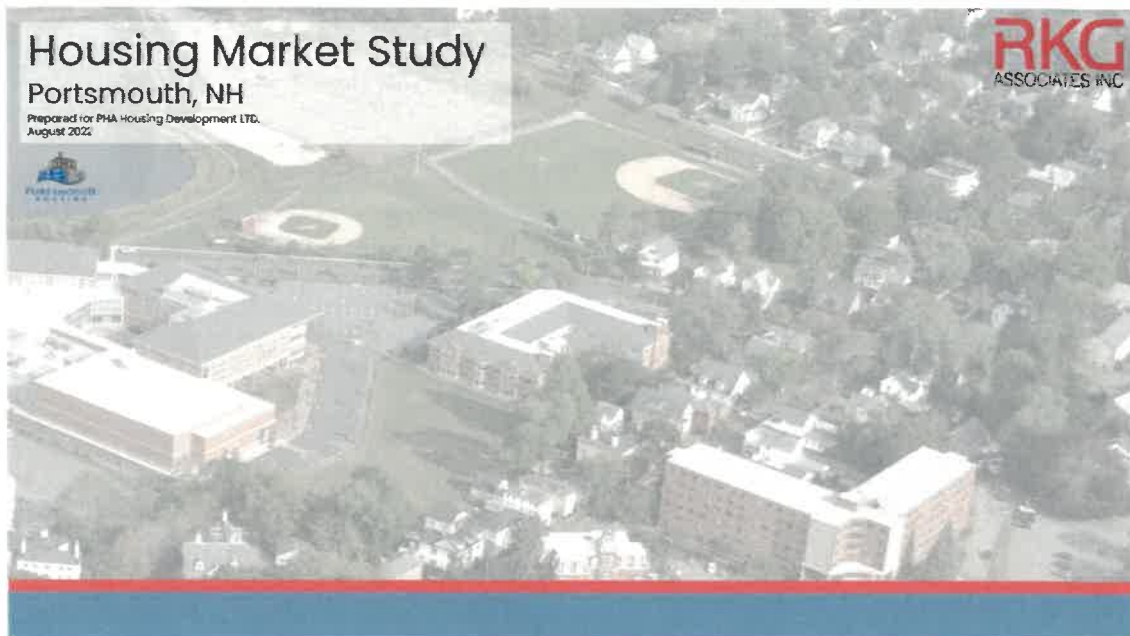 Housing Market Study
Portsmouth, NH
Prepared for PHA Housing Development LTD.
August 2022
RKG
ASSOCIATES INC